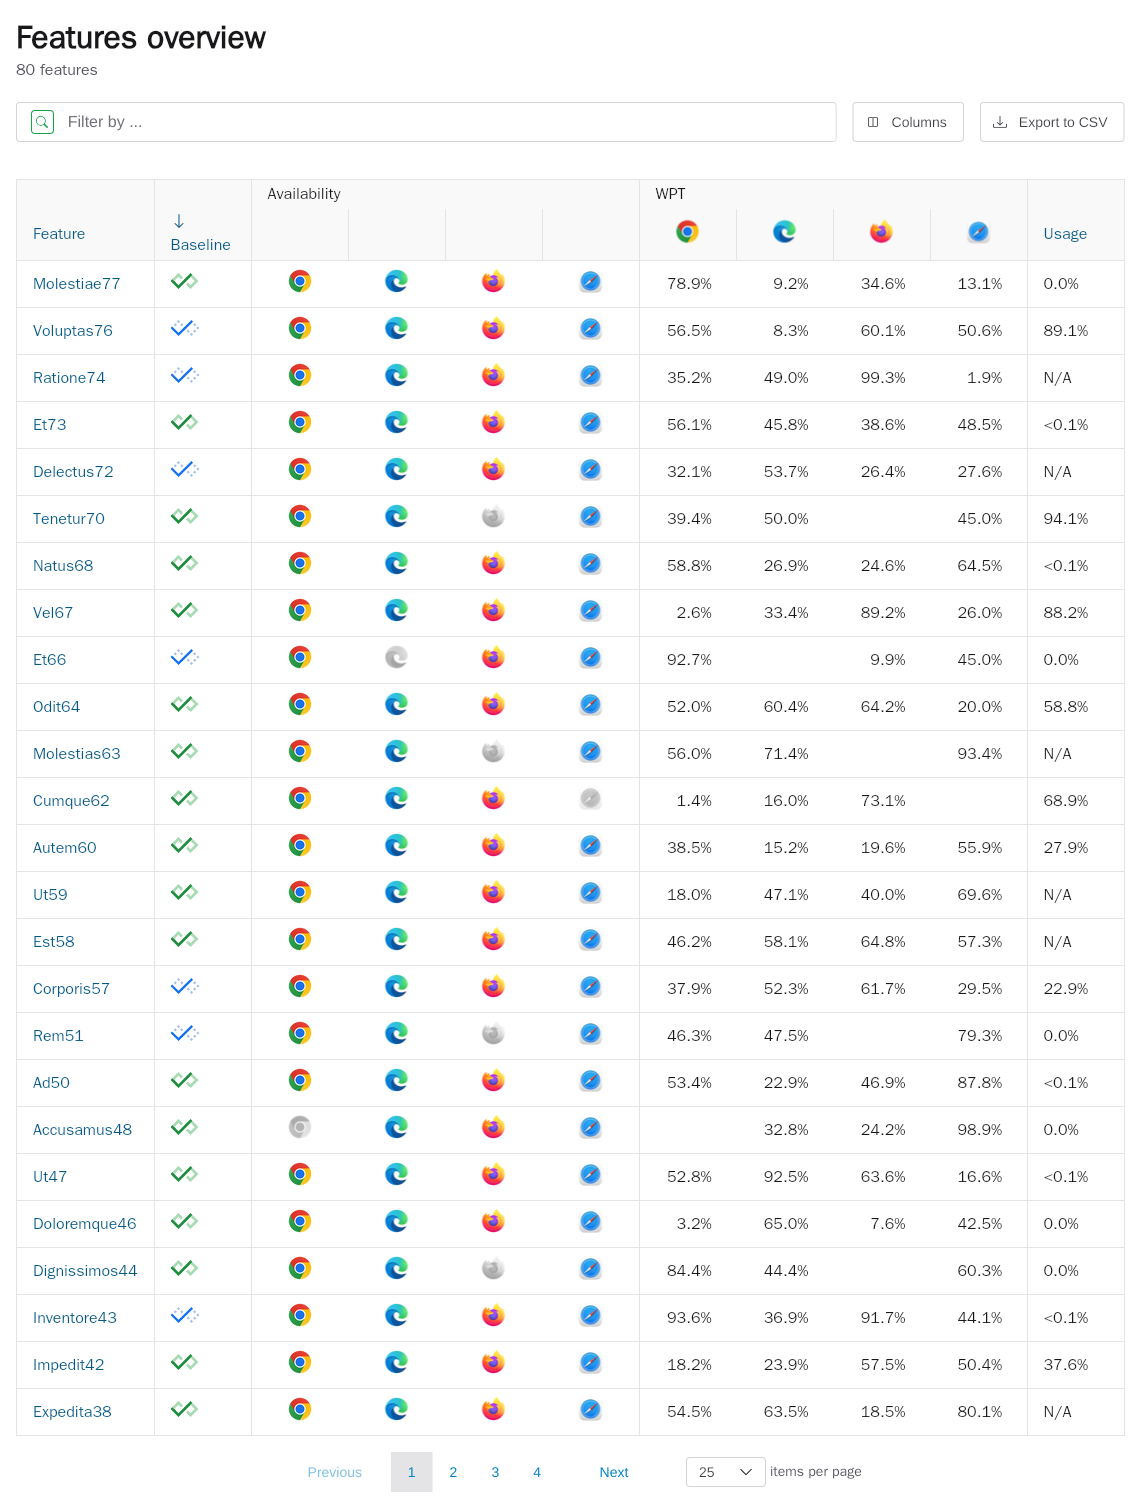 Features overview
80 features
Filter by ...
Columns
Export to CSV
Availability WPT
Feature Baseline Usage
Molestiae77 78.9% 9.2% 34.6% 13.1% 0.0%
Voluptas76 56.5% 8.3% 60.1% 50.6% 89.1%
Ratione74 35.2% 49.0% 99.3% 1.9% N/A
Et73 56.1% 45.8% 38.6% 48.5% <0.1%
Delectus72 32.1% 53.7% 26.4% 27.6% N/A
Tenetur70 39.4% 50.0% 45.0% 94.1%
Natus68 58.8% 26.9% 24.6% 64.5% <0.1%
Vel67 2.6% 33.4% 89.2% 26.0% 88.2%
Et66 92.7% 9.9% 45.0% 0.0%
Odit64 52.0% 60.4% 64.2% 20.0% 58.8%
Molestias63 56.0% 71.4% 93.4% N/A
Cumque62 1.4% 16.0% 73.1% 68.9%
Autem60 38.5% 15.2% 19.6% 55.9% 27.9%
Ut59 18.0% 47.1% 40.0% 69.6% N/A
Est58 46.2% 58.1% 64.8% 57.3% N/A
Corporis57 37.9% 52.3% 61.7% 29.5% 22.9%
Rem51 46.3% 47.5% 79.3% 0.0%
Ad50 53.4% 22.9% 46.9% 87.8% <0.1%
Accusamus48 32.8% 24.2% 98.9% 0.0%
Ut47 52.8% 92.5% 63.6% 16.6% <0.1%
Doloremque46 3.2% 65.0% 7.6% 42.5% 0.0%
Dignissimos44 84.4% 44.4% 60.3% 0.0%
Inventore43 93.6% 36.9% 91.7% 44.1% <0.1%
Impedit42 18.2% 23.9% 57.5% 50.4% 37.6%
Expedita38 54.5% 63.5% 18.5% 80.1% N/A
Previous 1 2 3 4 Next 25 items per page